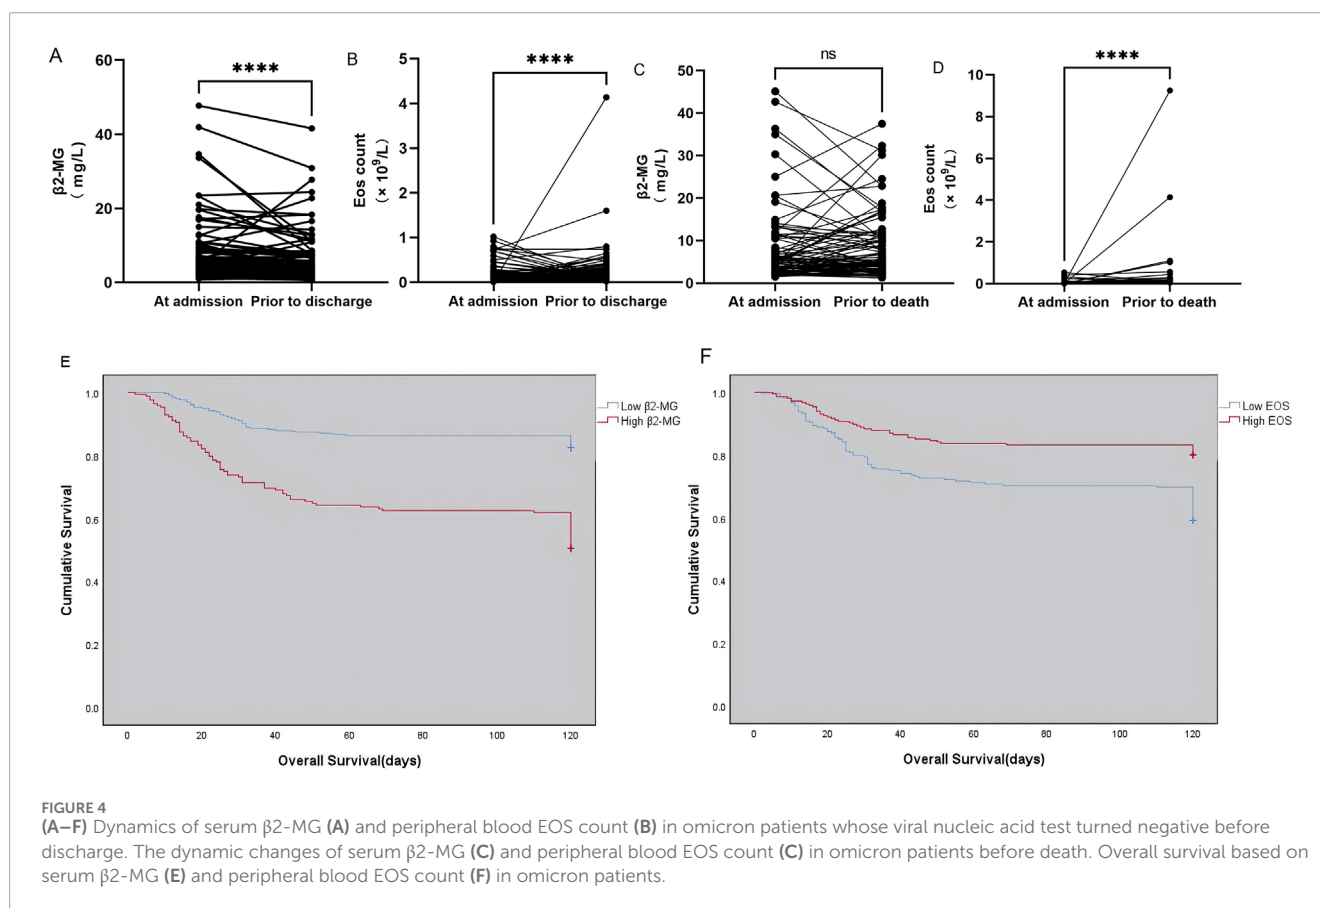 A
60
40
20
0
β2-MG
( mg/L)
****
At admission Prior to discharge
B
5
4
3
2
1
0
Eos count
(× 10⁹/L)
****
At admission Prior to discharge
C
50
40
30
20
10
0
β2-MG
( mg/L)
ns
At admission Prior to death
D
10
8
6
4
2
0
Eos count
(× 10⁹/L)
****
At admission Prior to death
E
1.0
0.8
0.6
0.4
0.2
0.0
Cumulative Survival
Low β2-MG
High β2-MG
0 20 40 60 80 100 120
Overall Survival(days)
F
1.0
0.8
0.6
0.4
0.2
0.0
Cumulative Survival
Low EOS
High EOS
0 20 40 60 80 100 120
Overall Survival(days)
FIGURE 4
(A–F) Dynamics of serum β2-MG (A) and peripheral blood EOS count (B) in omicron patients whose viral nucleic acid test turned negative before
discharge. The dynamic changes of serum β2-MG (C) and peripheral blood EOS count (C) in omicron patients before death. Overall survival based on
serum β2-MG (E) and peripheral blood EOS count (F) in omicron patients.